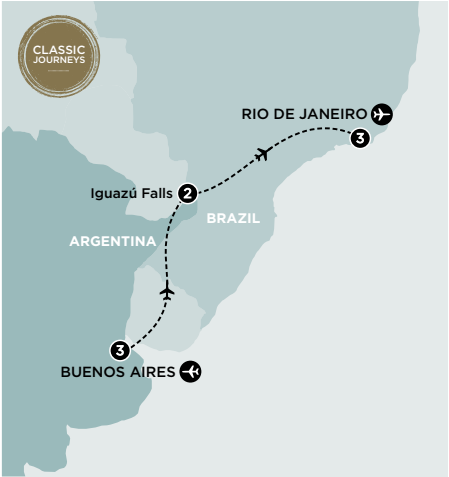 CLASSIC
JOURNEYS
RIO DE JANEIRO
3
Iguazú Falls 2
BRAZIL
ARGENTINA
3
BUENOS AIRES